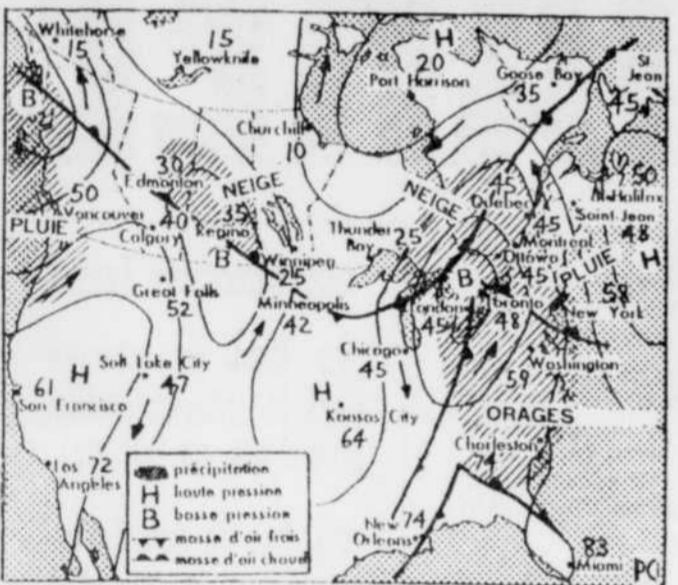 Whitehorse
15
15
Yellowknife
H
20
Port Harrison
Goose Bay
35
St
Jean
45
B
Churchill
10
30
Edmonton
NEIGE
NEIGE
50
Vancouver
PLUIE
40
Calgary
35
Regina
B
Winnipeg
25
Thunder
Bay
25
45
Québec
50
Halifax
Saint-Jean
48
45
Montréal
Ottawa
45
PLUIE
H
Great Falls
52
Minneapolis
42
B
London
45
Toronto
48
58
New York
Chicago
45
Washington
59
Salt Lake City
47
H
61
San Francisco
H
Kansas City
64
ORAGES
Charleston
74
Los
Angeles
72
New
Orleans
74
83
Miami
PCI
précipitation
H haute pression
B basse pression
masse d'air frais
masse d'air chaud